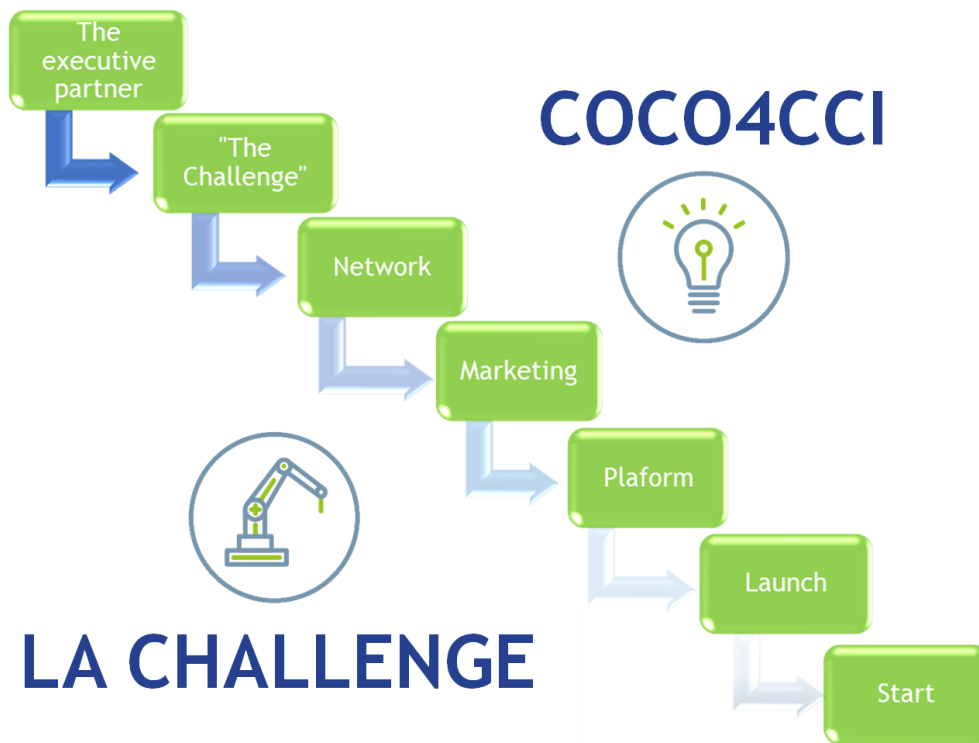 The
executive
partner
COCO4CCI
"The
Challenge"
Network
Marketing
Plaform
Launch
LA CHALLENGE
Start